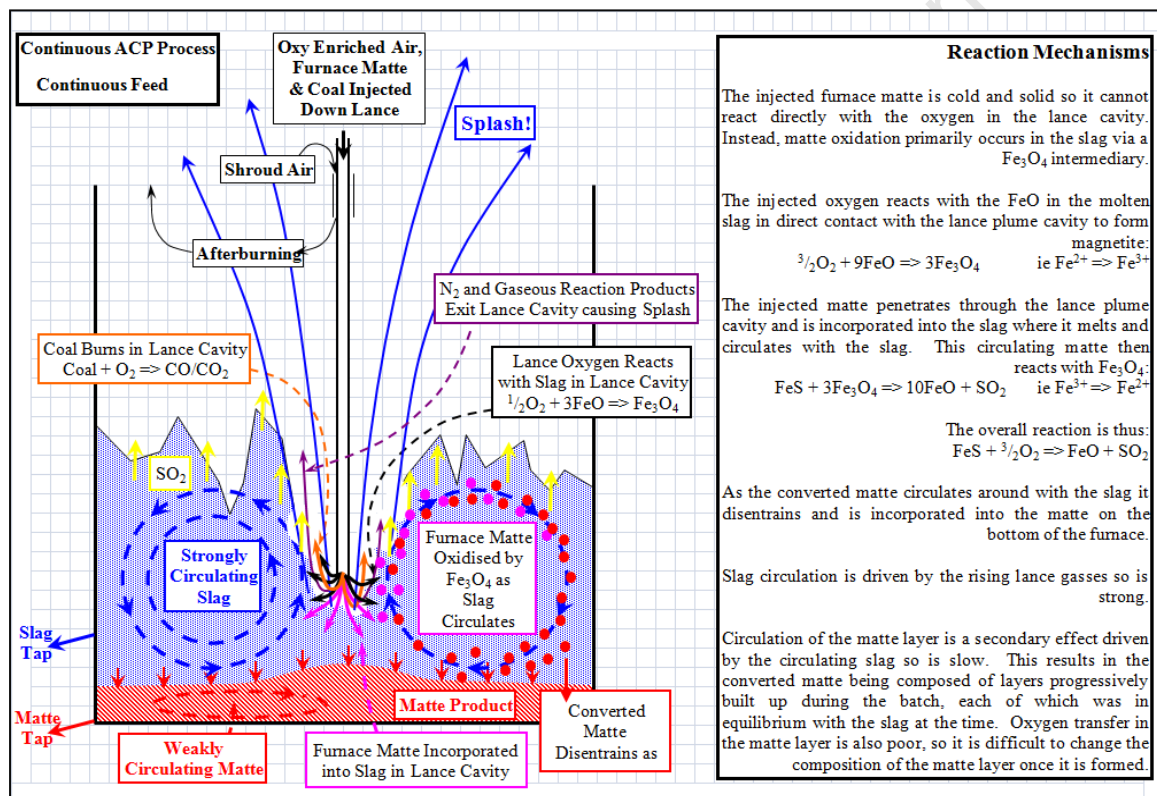 Continuous ACP Process
Continuous Feed
Oxy Enriched Air,
Furnace Matte
& Coal Injected
Down Lance
Splash!
Shroud Air
Afterburning
N₂ and Gaseous Reaction Products
Exit Lance Cavity causing Splash
Coal Burns in Lance Cavity
Coal + O₂ => CO/CO₂
Lance Oxygen Reacts
with Slag in Lance Cavity
¹/₂O₂ + 3FeO => Fe₃O₄
SO₂
Strongly
Circulating
Slag
Furnace Matte
Oxidised by
Fe₃O₄ as
Slag
Circulates
Slag
Tap
Matte
Tap
Matte Product
Weakly
Circulating Matte
Furnace Matte Incorporated
into Slag in Lance Cavity
Converted
Matte
Disentrains as
Reaction Mechanisms
The injected furnace matte is cold and solid so it cannot
react directly with the oxygen in the lance cavity.
Instead, matte oxidation primarily occurs in the slag via a
Fe₃O₄ intermediary.
The injected oxygen reacts with the FeO in the molten
slag in direct contact with the lance plume cavity to form
magnetite:
³/₂O₂ + 9FeO => 3Fe₃O₄ ie Fe²⁺ => Fe³⁺
The injected matte penetrates through the lance plume
cavity and is incorporated into the slag where it melts and
circulates with the slag. This circulating matte then
reacts with Fe₃O₄:
FeS + 3Fe₃O₄ => 10FeO + SO₂ ie Fe³⁺ => Fe²⁺
The overall reaction is thus:
FeS + ³/₂O₂ => FeO + SO₂
As the converted matte circulates around with the slag it
disentrains and is incorporated into the matte on the
bottom of the furnace.
Slag circulation is driven by the rising lance gasses so is
strong.
Circulation of the matte layer is a secondary effect driven
by the circulating slag so is slow. This results in the
converted matte being composed of layers progressively
built up during the batch, each of which was in
equilibrium with the slag at the time. Oxygen transfer in
the matte layer is also poor, so it is difficult to change the
composition of the matte layer once it is formed.